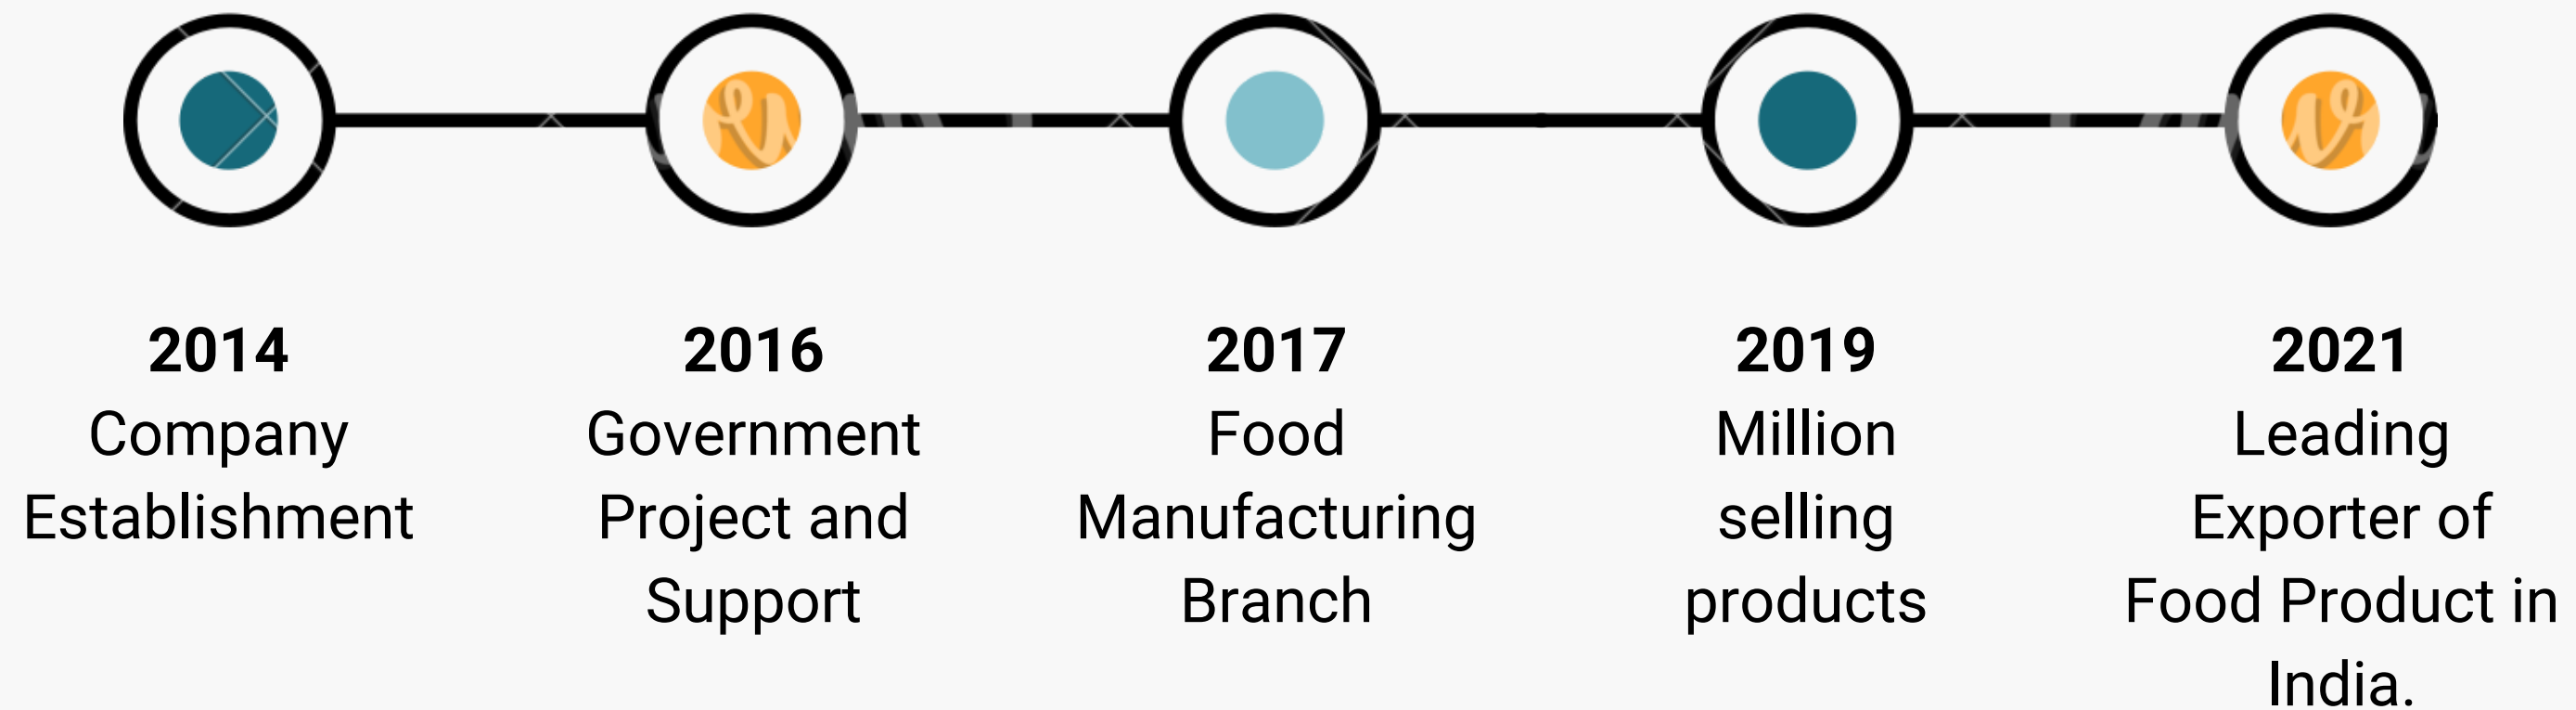 2014
Company
Establishment
2016
Government
Project and
Support
2017
Food
Manufacturing
Branch
2019
Million
selling
products
2021
Leading
Exporter of
Food Product in
India.